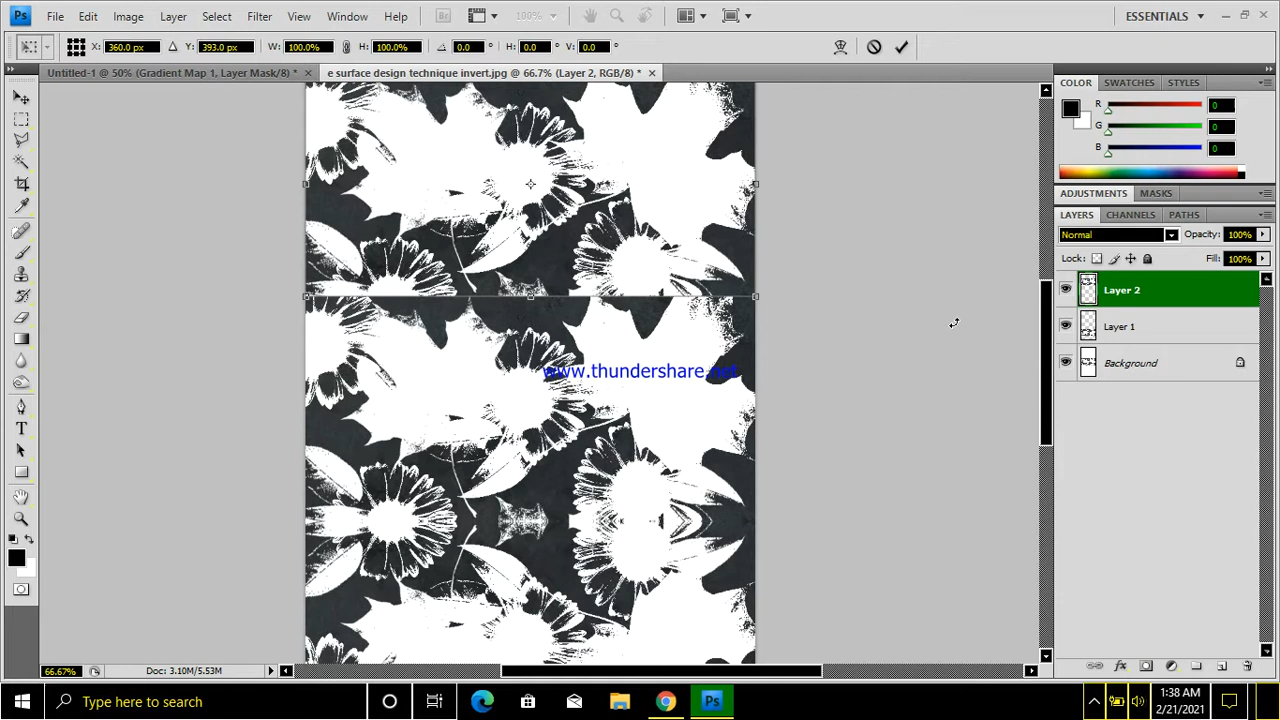 Ps File Edit Image Layer Select Filter View Window Help Br 100% ESSENTIALS
X: 360.0 px Y: 393.0 px W: 100.0% H: 100.0% 0.0 ° H: 0.0 ° V: 0.0 °
Untitled-1 @ 50% (Gradient Map 1, Layer Mask/8) * × e surface design technique invert.jpg @ 66.7% (Layer 2, RGB/8) * ×
COLOR SWATCHES STYLES
R 0
G 0
B 0
ADJUSTMENTS MASKS
LAYERS CHANNELS PATHS
Normal Opacity: 100%
Lock: Fill: 100%
Layer 2
Layer 1
Background
www.thundershare.net
T
fx
66.67% Doc: 3.10M/5.53M
Type here to search
Ps
1:38 AM
2/21/2021